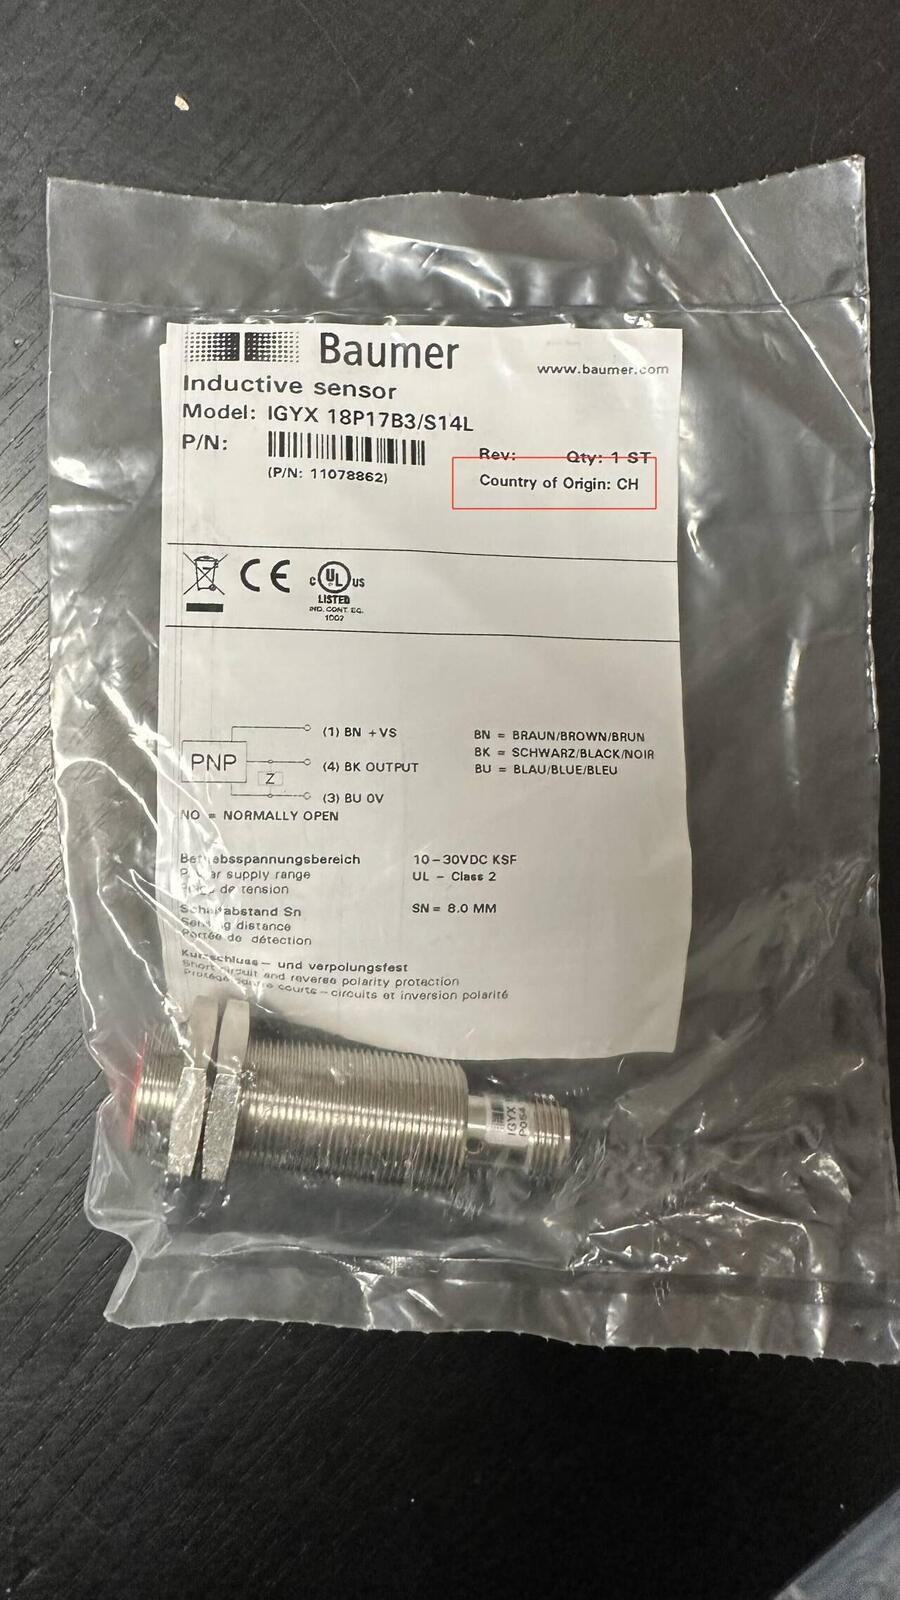 Baumer
www.baumer.com
Inductive sensor
Model: IGYX 18P17B3/S14L
P/N:
(P/N: 11078862)
Rev: Qty: 1 ST
Country of Origin: CH
CE
c UL US
LISTED
IND. CONT. EQ.
1002
PNP
Z
(1) BN +VS
(4) BK OUTPUT
(3) BU 0V
BN = BRAUN/BROWN/BRUN
BK = SCHWARZ/BLACK/NOIR
BU = BLAU/BLUE/BLEU
NO = NORMALLY OPEN
Betriebsspannungsbereich 10-30VDC KSF
Power supply range UL - Class 2
de tension
Schaltabstand Sn SN = 8.0 MM
Sensing distance
Portée de détection
Kurzschluss- und verpolungsfest
Short circuit and reverse polarity protection
Protégé contre courts-circuits et inversion polarité
IGYX